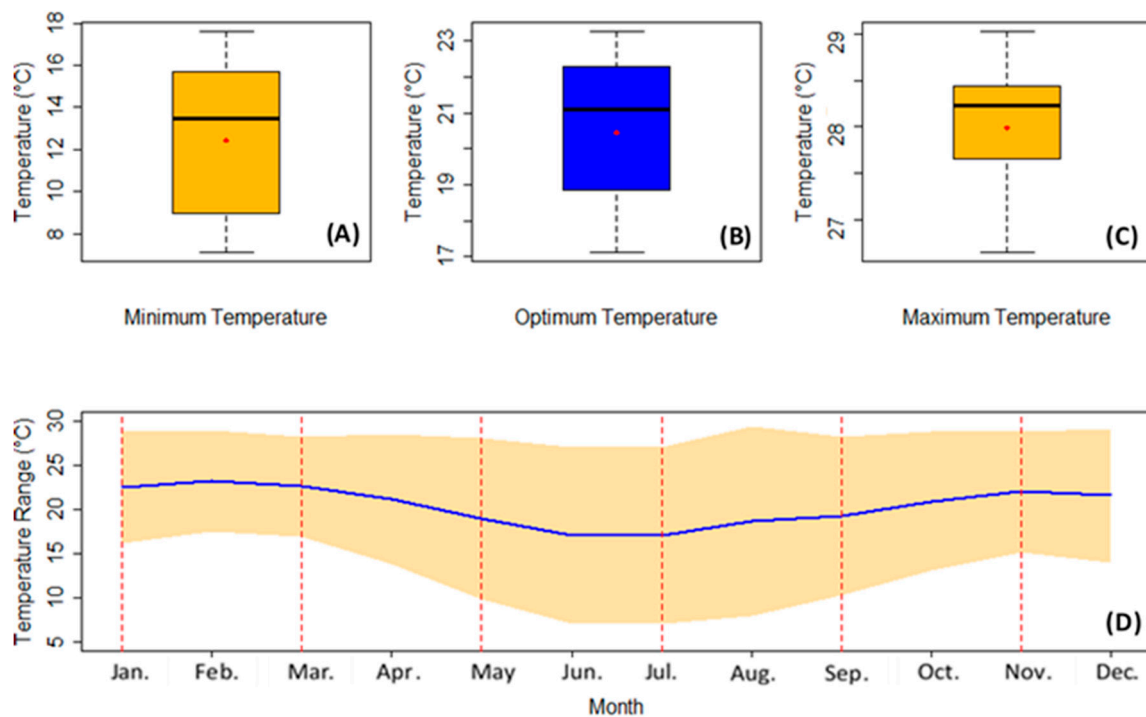 Temperature (°C)
18
16
14
12
10
8
(A)
Minimum Temperature
Temperature (°C)
23
21
19
17
(B)
Optimum Temperature
Temperature (°C)
29
28
27
(C)
Maximum Temperature
Temperature Range (°C)
30
25
20
15
10
5
(D)
Jan. Feb. Mar. Apr. May Jun. Jul. Aug. Sep. Oct. Nov. Dec.
Month